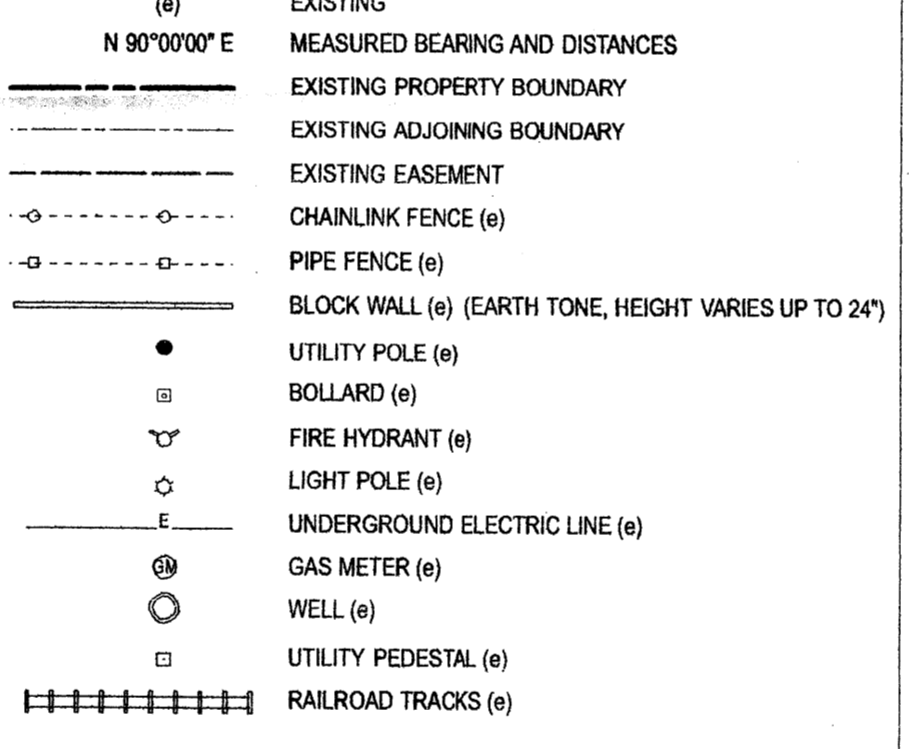 (e) EXISTING
N 90°00'00" E MEASURED BEARING AND DISTANCES
EXISTING PROPERTY BOUNDARY
EXISTING ADJOINING BOUNDARY
EXISTING EASEMENT
CHAINLINK FENCE (e)
PIPE FENCE (e)
BLOCK WALL (e) (EARTH TONE, HEIGHT VARIES UP TO 24")
UTILITY POLE (e)
BOLLARD (e)
FIRE HYDRANT (e)
LIGHT POLE (e)
E UNDERGROUND ELECTRIC LINE (e)
GM GAS METER (e)
WELL (e)
UTILITY PEDESTAL (e)
RAILROAD TRACKS (e)